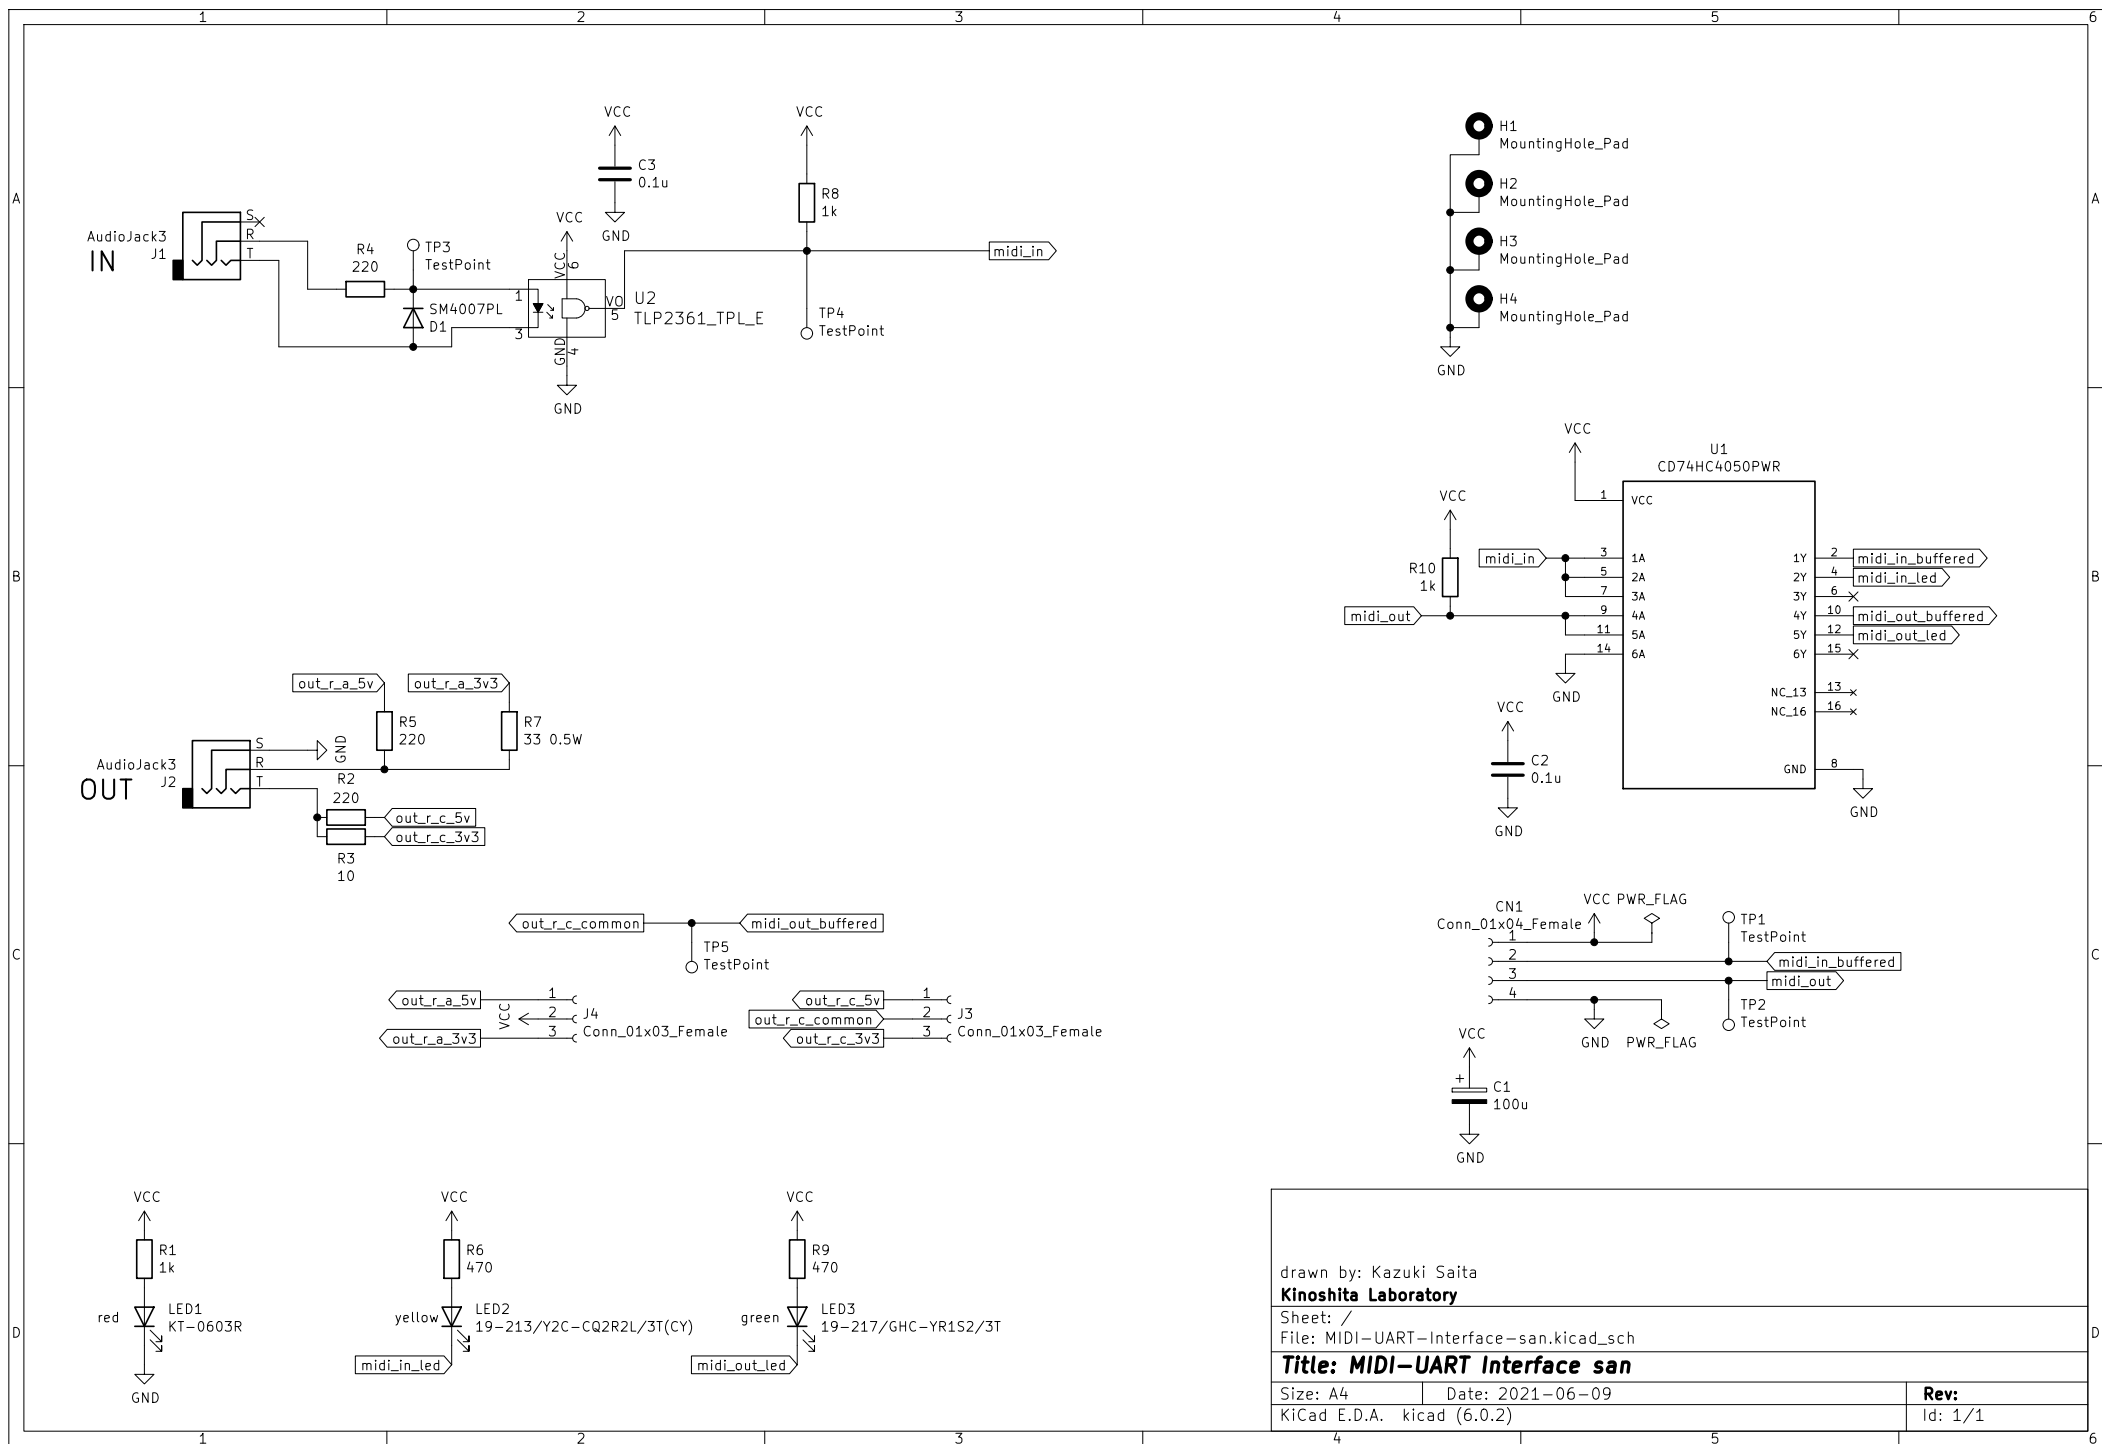 1 2 3 4 5 6
A
B
C
D
A
B
C
D
VCC
C3
0.1u
GND
VCC
R8
1k
midi_in
TP4
TestPoint
AudioJack3
J1
IN
S
R
T
R4
220
TP3
TestPoint
SM4007PL
D1
VCC
VCC
6
1
3
VO
5
GND
4
U2
TLP2361_TPL_E
GND
H1
MountingHole_Pad
H2
MountingHole_Pad
H3
MountingHole_Pad
H4
MountingHole_Pad
GND
VCC
U1
CD74HC4050PWR
1 VCC
VCC
R10
1k
midi_in
midi_out
3 1A
5 2A
7 3A
9 4A
11 5A
14 6A
GND
1Y 2 midi_in_buffered
2Y 4 midi_in_led
3Y 6
4Y 10 midi_out_buffered
5Y 12 midi_out_led
6Y 15
NC_13 13
NC_16 16
GND 8
GND
VCC
C2
0.1u
GND
out_r_a_5v
out_r_a_3v3
R5
220
R7
33 0.5W
AudioJack3
J2
OUT
S
R
T
GND
R2
220
out_r_c_5v
out_r_c_3v3
R3
10
out_r_c_common
midi_out_buffered
TP5
TestPoint
out_r_a_5v 1
VCC 2
out_r_a_3v3 3
J4
Conn_01x03_Female
out_r_c_5v 1
out_r_c_common 2
out_r_c_3v3 3
J3
Conn_01x03_Female
CN1
Conn_01x04_Female
VCC PWR_FLAG
1
2
3
4
TP1
TestPoint
midi_in_buffered
midi_out
TP2
TestPoint
GND PWR_FLAG
VCC
+
C1
100u
GND
VCC
R1
1k
red
LED1
KT-0603R
GND
VCC
R6
470
yellow
LED2
19-213/Y2C-CQ2R2L/3T(CY)
midi_in_led
VCC
R9
470
green
LED3
19-217/GHC-YR1S2/3T
midi_out_led
drawn by: Kazuki Saita
Kinoshita Laboratory
Sheet: /
File: MIDI-UART-Interface-san.kicad_sch
Title: MIDI-UART Interface san
Size: A4 Date: 2021-06-09 Rev:
KiCad E.D.A. kicad (6.0.2) Id: 1/1
1 2 3 4 5 6